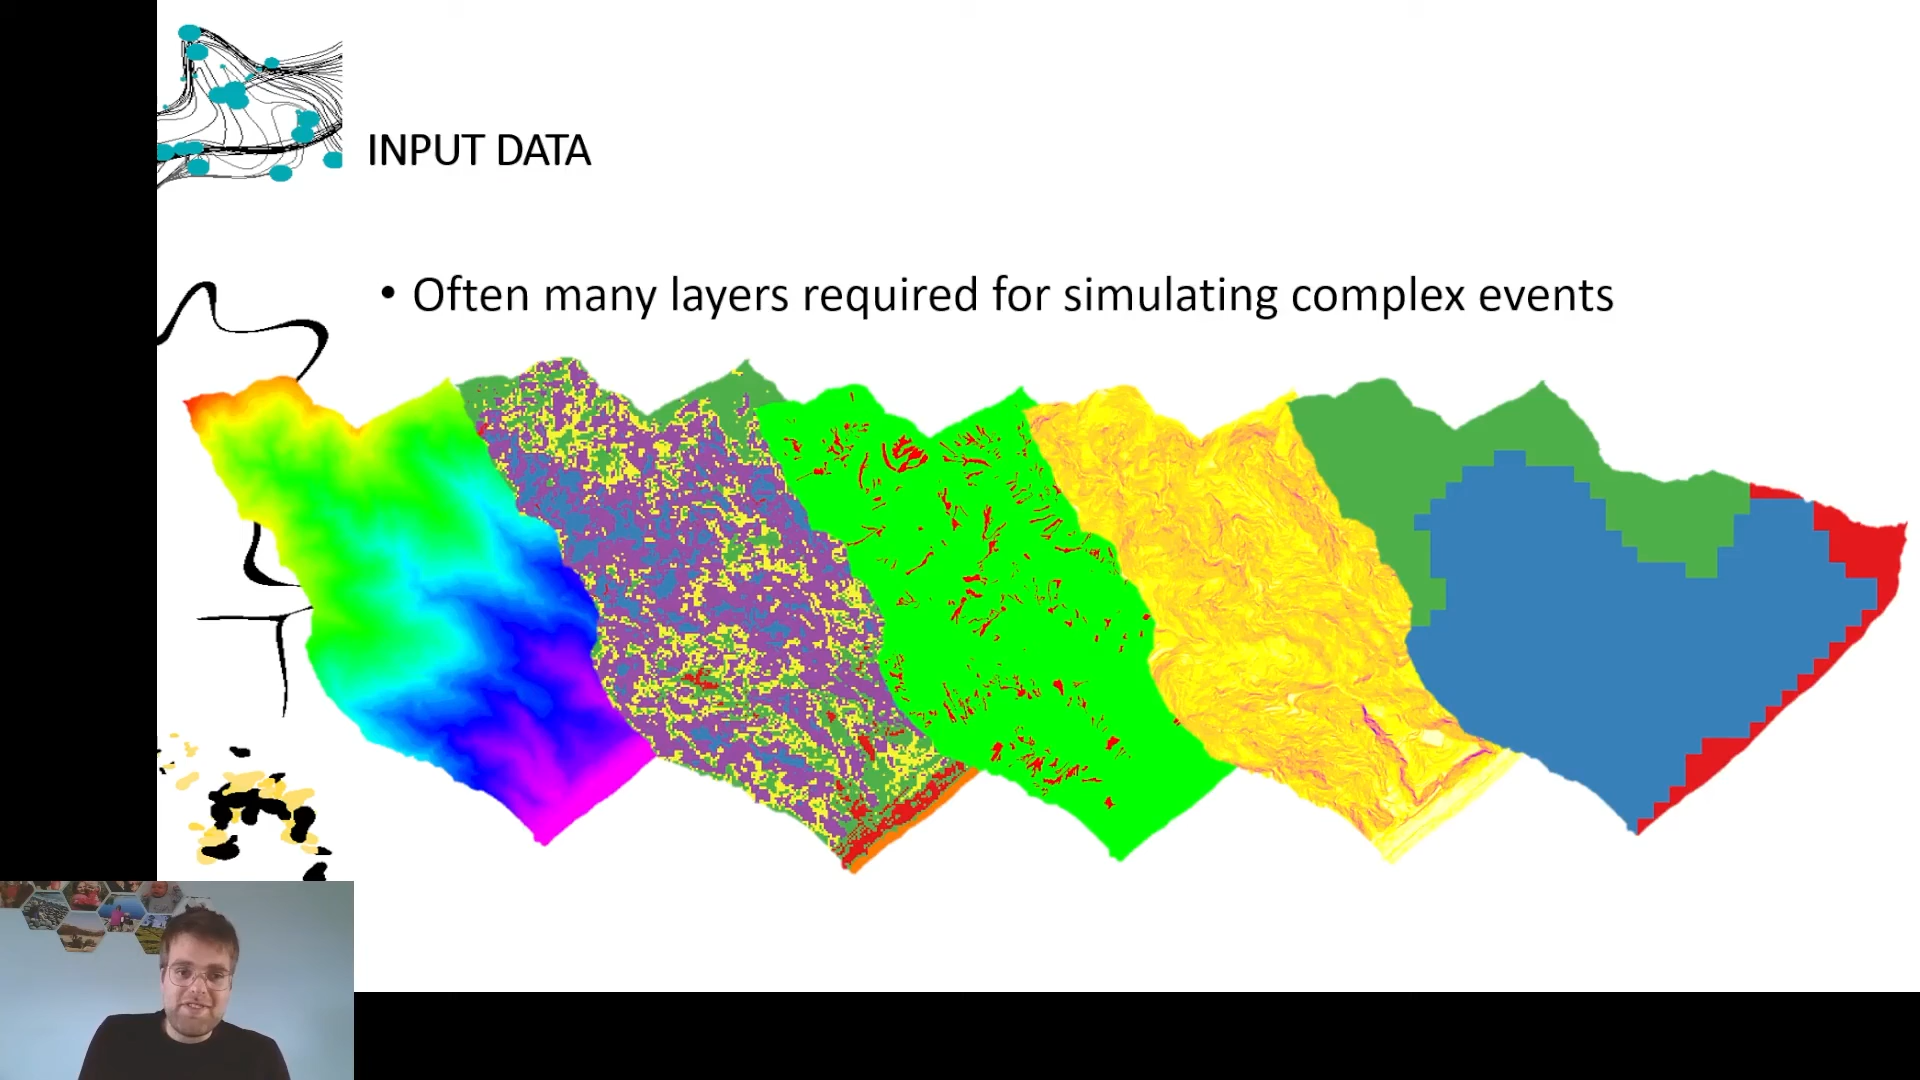 INPUT DATA
• Often many layers required for simulating complex events